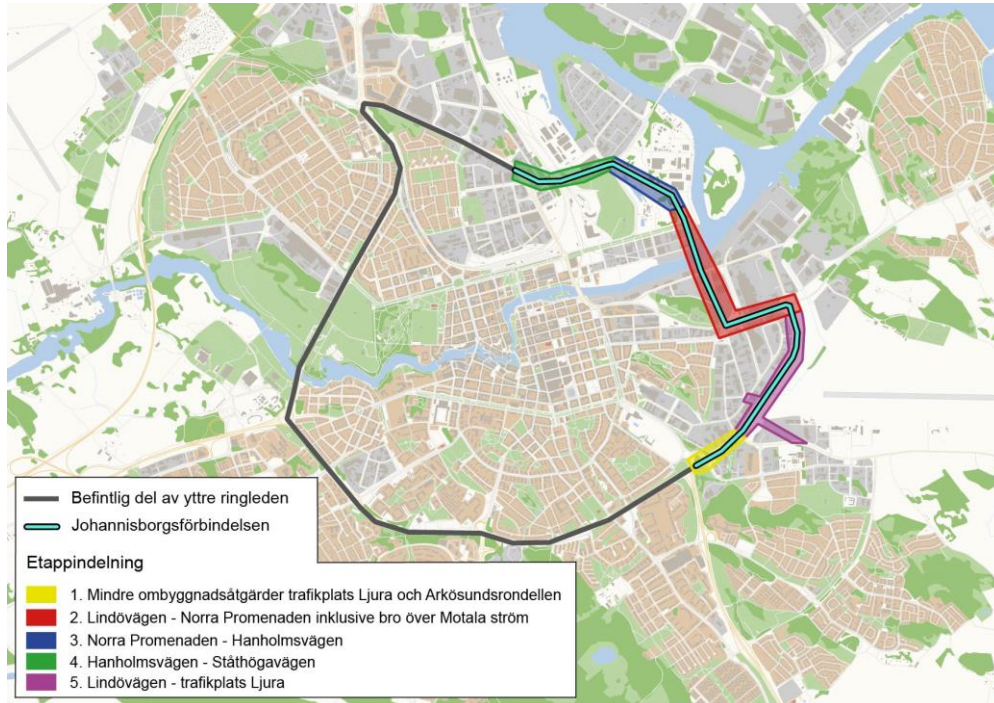 Befintlig del av yttre ringleden
Johannisborgsförbindelsen
Etappindelning
1. Mindre ombyggnadsåtgärder trafikplats Ljura och Arkösundsrondellen
2. Lindövägen - Norra Promenaden inklusive bro över Motala ström
3. Norra Promenaden - Hanholmsvägen
4. Hanholmsvägen - Ståthögavägen
5. Lindövägen - trafikplats Ljura